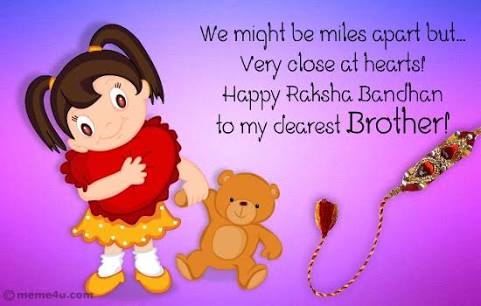 We might be miles apart but...
Very close at hearts!
Happy Raksha Bandhan
to my dearest Brother!
© meme4u.com